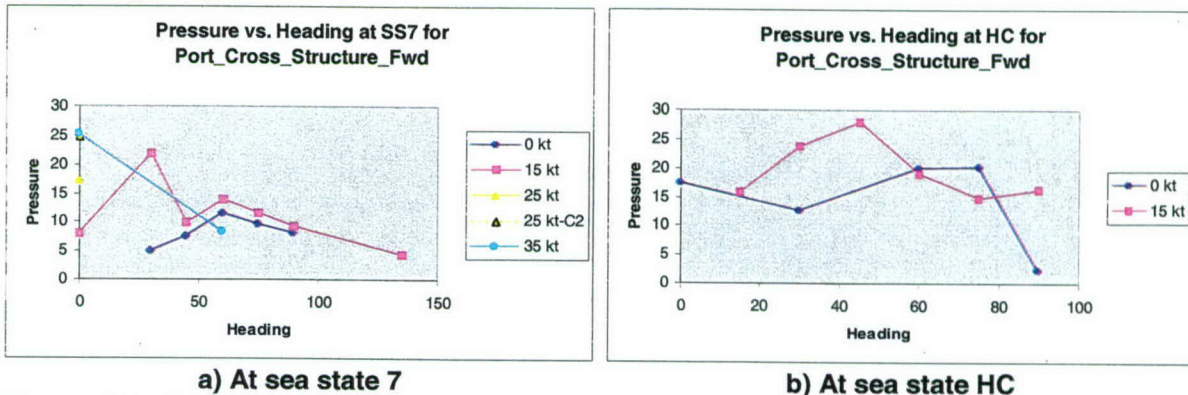 Pressure vs. Heading at SS7 for
Port_Cross_Structure_Fwd
Pressure
30
25
20
15
10
5
0
0
50
100
150
Heading
0 kt
15 kt
25 kt
25 kt-C2
35 kt
a) At sea state 7
Pressure vs. Heading at HC for
Port_Cross_Structure_Fwd
Pressure
30
25
20
15
10
5
0
0
20
40
60
80
100
Heading
0 kt
15 kt
b) At sea state HC